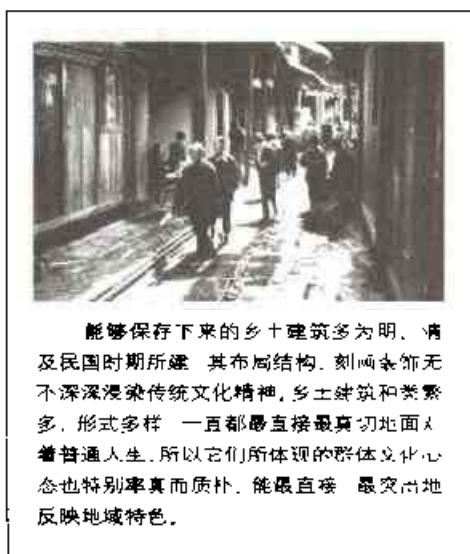 能够保存下来的乡土建筑多为明、清
及民国时期所建 其布局结构、刻画装饰无
不深深浸染传统文化精神。乡土建筑种类繁
多、形式多样 一直都最直接最真切地面对
着普通人生、所以它们所体现的群体文化心
态也特别率真而质朴、能最直接 最突出地
反映地域特色。